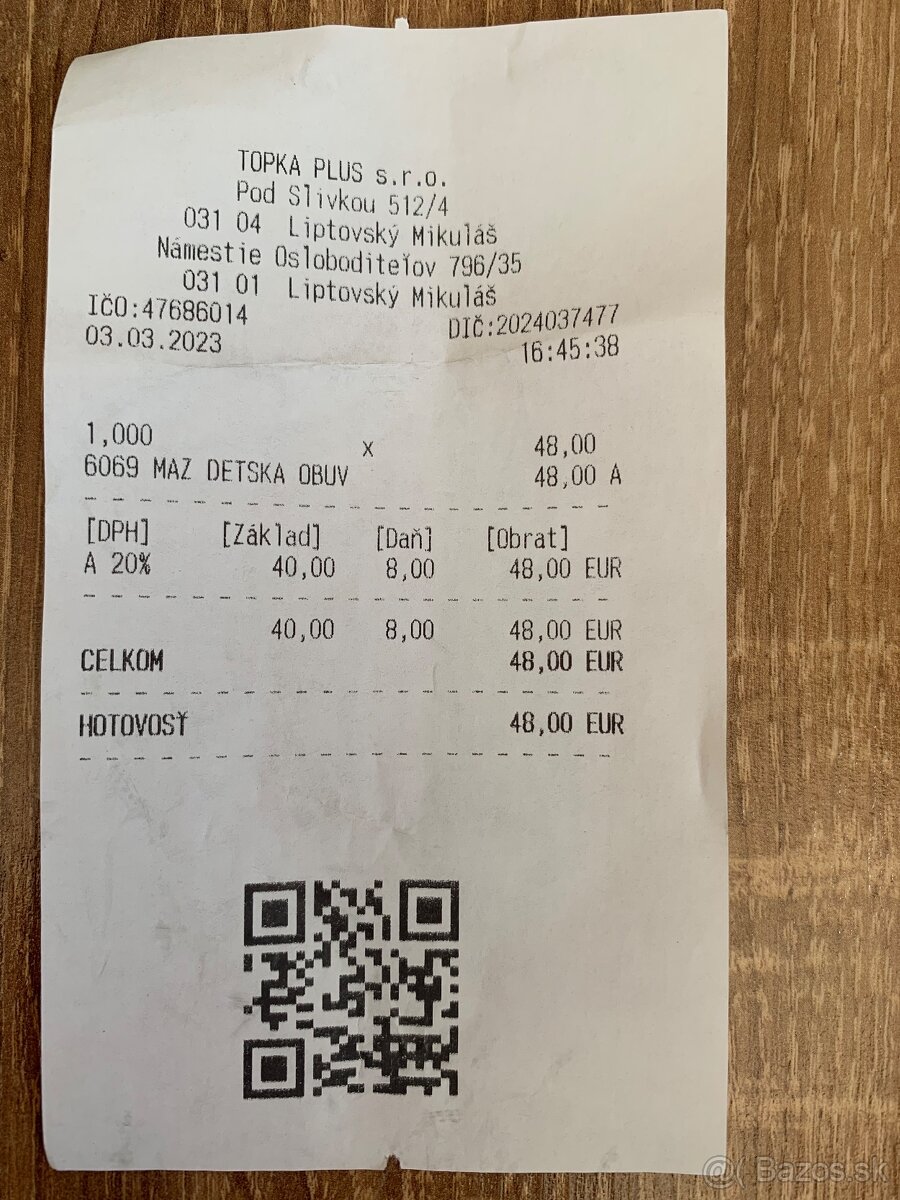 TOPKA PLUS s.r.o.
Pod Slivkou 512/4
031 04 Liptovský Mikuláš
Námestie Osloboditeľov 796/35
031 01 Liptovský Mikuláš
IČO:47686014 DIČ:2024037477
03.03.2023 16:45:38
1,000 x 48,00
6069 MAZ DETSKA OBUV 48,00 A
[DPH] [Základ] [Daň] [Obrat]
A 20% 40,00 8,00 48,00 EUR
40,00 8,00 48,00 EUR
CELKOM 48,00 EUR
HOTOVOSŤ 48,00 EUR
@( Bazos.sk